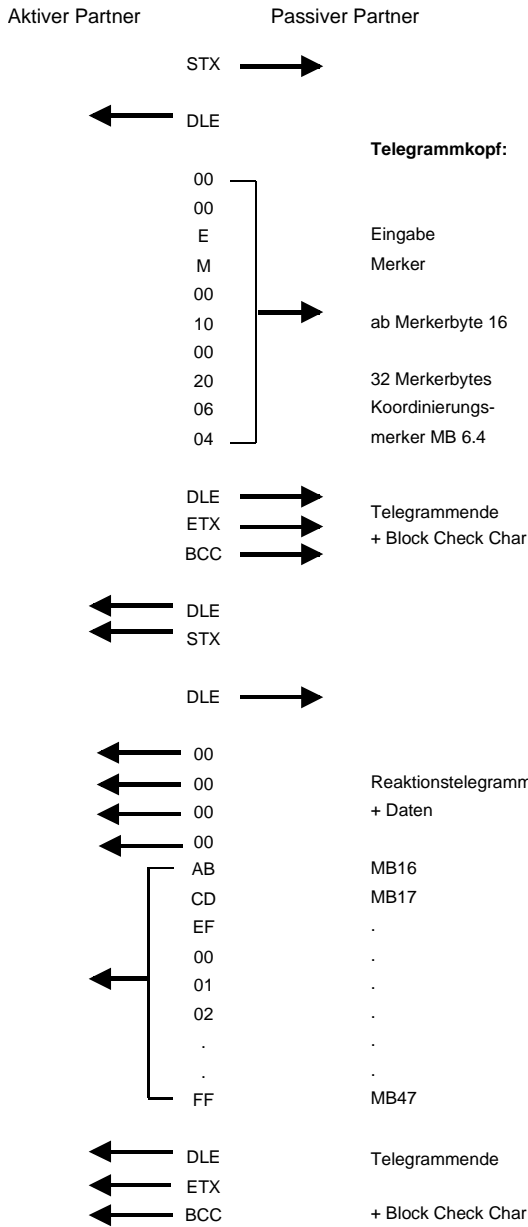 Aktiver Partner Passiver Partner
STX
DLE
Telegrammkopf:
00
00
E Eingabe
M Merker
00
10 ab Merkerbyte 16
00
20 32 Merkerbytes
06 Koordinierungs-
04 merker MB 6.4
DLE
Telegrammende
ETX
+ Block Check Char
BCC
DLE
STX
DLE
00
00 Reaktionstelegramm
00 + Daten
00
AB MB16
CD MB17
EF .
00 .
01 .
02 .
. .
. .
FF MB47
DLE Telegrammende
ETX
BCC + Block Check Char